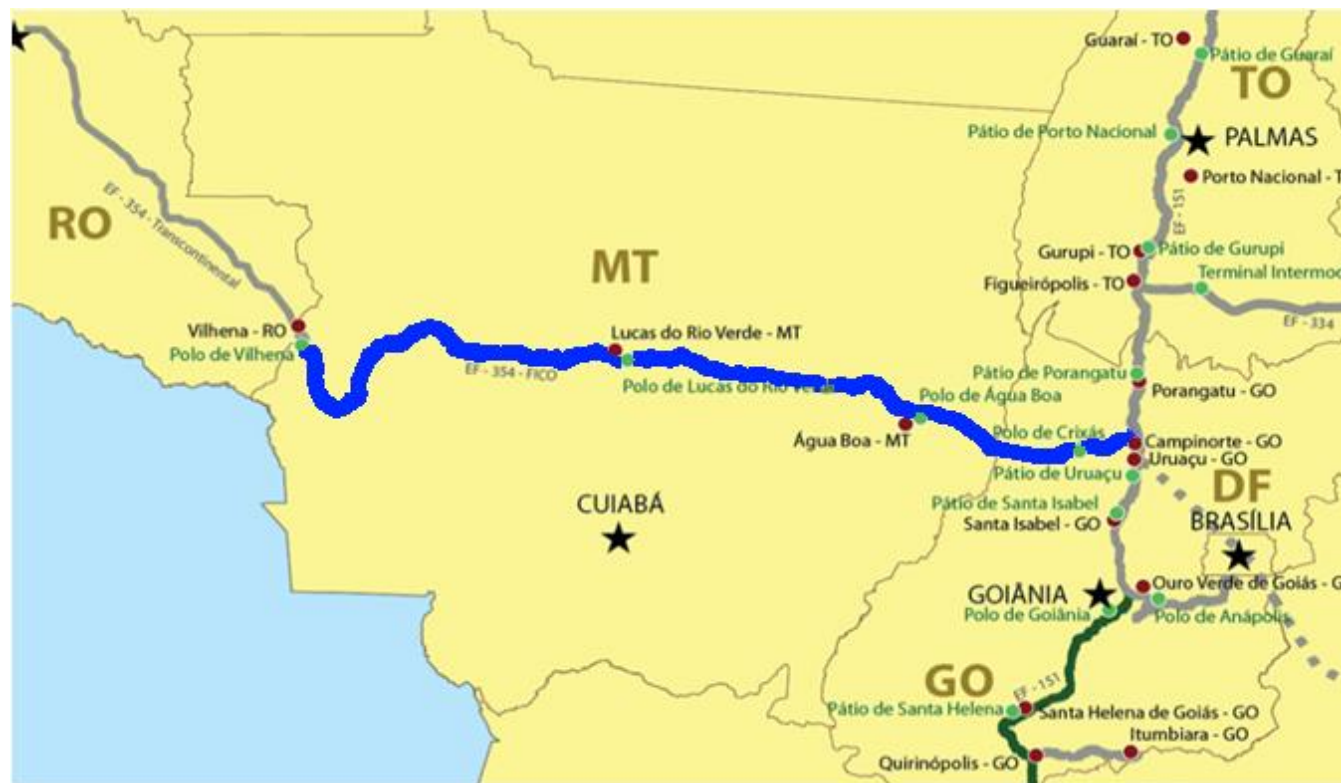 Guaraí - TO
Pátio de Guaraí
TO
Pátio de Porto Nacional
PALMAS
Porto Nacional - T
EF - 151
EF - 354 - Transcontinental
RO
MT
Gurupi - TO
Pátio de Gurupi
Figueirópolis - TO
Terminal Intermod
EF - 334
Vilhena - RO
Polo de Vilhena
Lucas do Rio Verde - MT
EF - 354 - FICO
Polo de Lucas do Rio
Pátio de Porangatu
Porangatu - GO
Polo de Água Boa
Água Boa - MT
Polo de Crixás
Campinorte - GO
Uruaçu - GO
Pátio de Uruaçu
DF
CUIABÁ
Pátio de Santa Isabel
Santa Isabel - GO
BRASÍLIA
Ouro Verde de Goiás - G
GOIÂNIA
Polo de Goiânia
Polo de Anápolis
GO
EF - 151
Pátio de Santa Helena
Santa Helena de Goiás - GO
Itumbiara - GO
Quirinópolis - GO